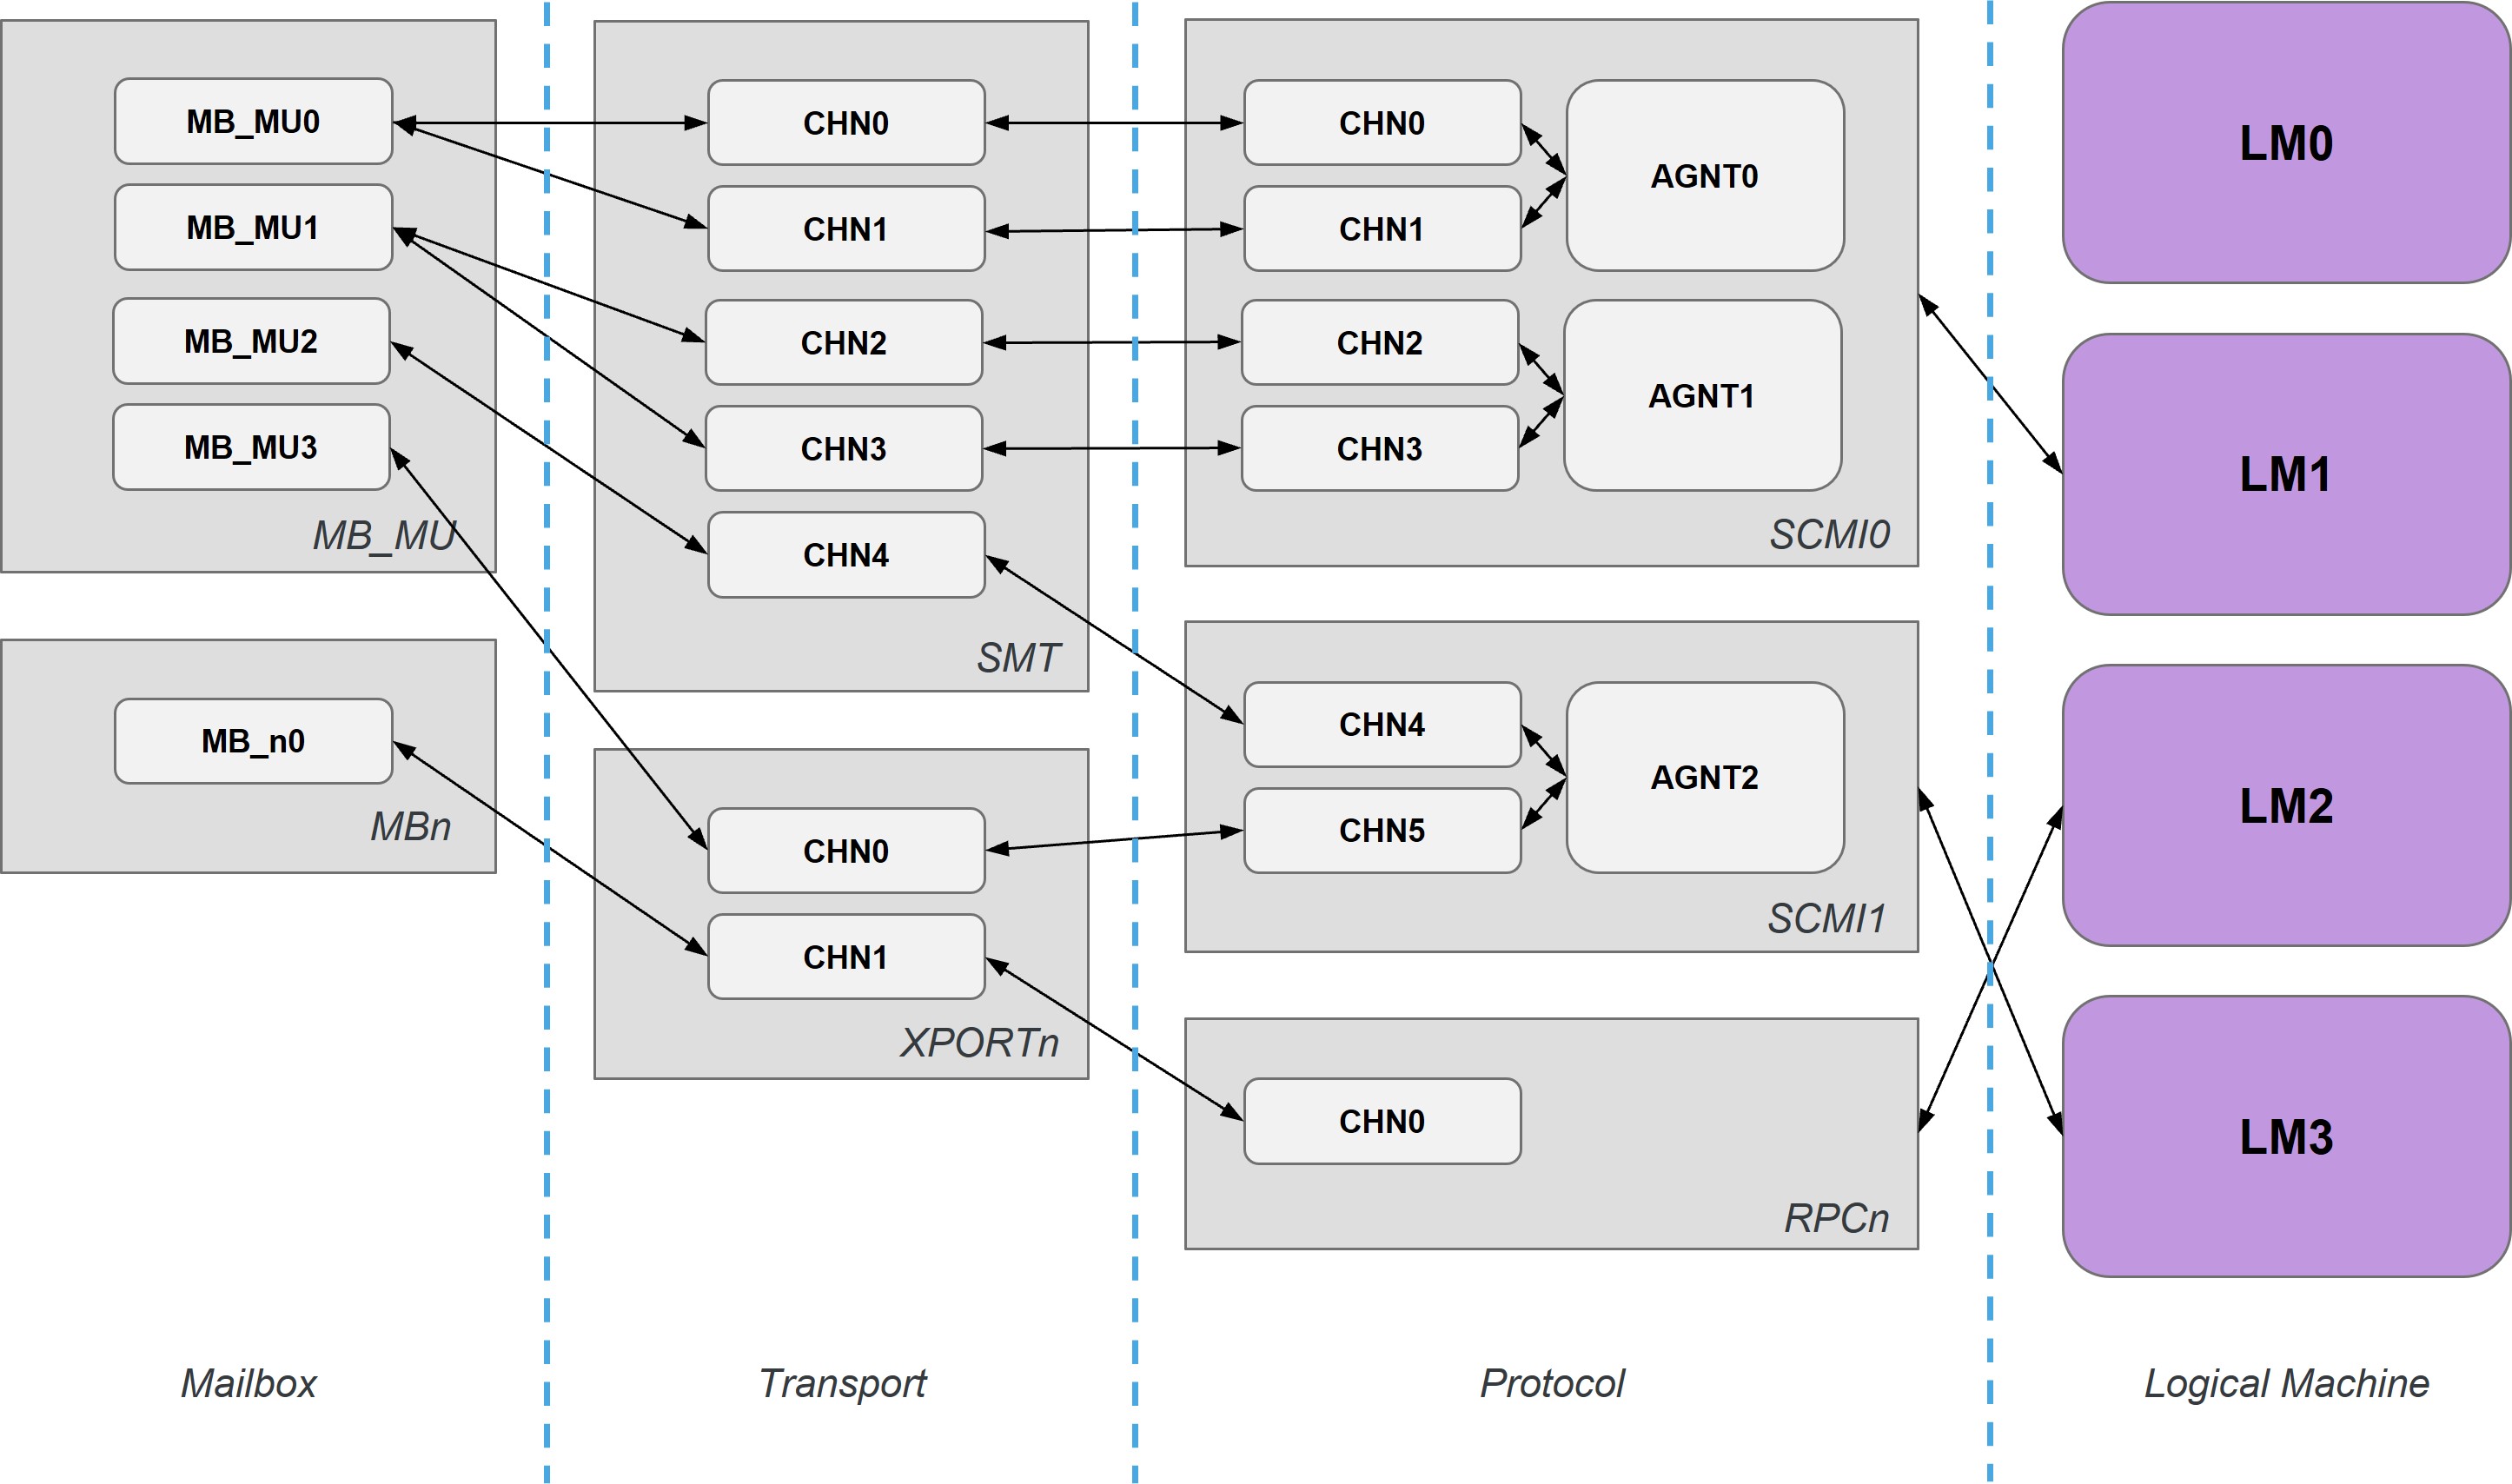 MB_MU0
MB_MU1
MB_MU2
MB_MU3
MB_MU
MB_n0
MBn
CHN0
CHN1
CHN2
CHN3
CHN4
SMT
CHN0
CHN1
XPORTn
CHN0
CHN1
AGNT0
CHN2
CHN3
AGNT1
SCMI0
CHN4
CHN5
AGNT2
SCMI1
CHN0
RPCn
LM0
LM1
LM2
LM3
Mailbox
Transport
Protocol
Logical Machine